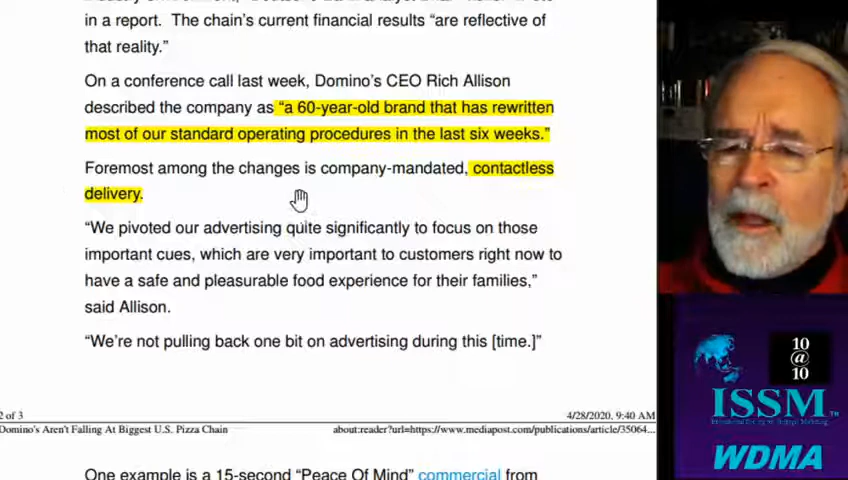 in a report. The chain's current financial results “are reflective of
that reality.”
On a conference call last week, Domino's CEO Rich Allison
described the company as “a 60-year-old brand that has rewritten
most of our standard operating procedures in the last six weeks.”
Foremost among the changes is company-mandated, contactless
delivery.
“We pivoted our advertising quite significantly to focus on those
important cues, which are very important to customers right now to
have a safe and pleasurable food experience for their families,”
said Allison.
“We're not pulling back one bit on advertising during this [time.]”
2 of 3
4/28/2020, 9:40 AM
Domino's Aren't Falling At Biggest U.S. Pizza Chain
about:reader?url=https://www.mediapost.com/publications/article/35064...
One example is a 15-second “Peace Of Mind” commercial from
10
@
10
ISSM
WDMA